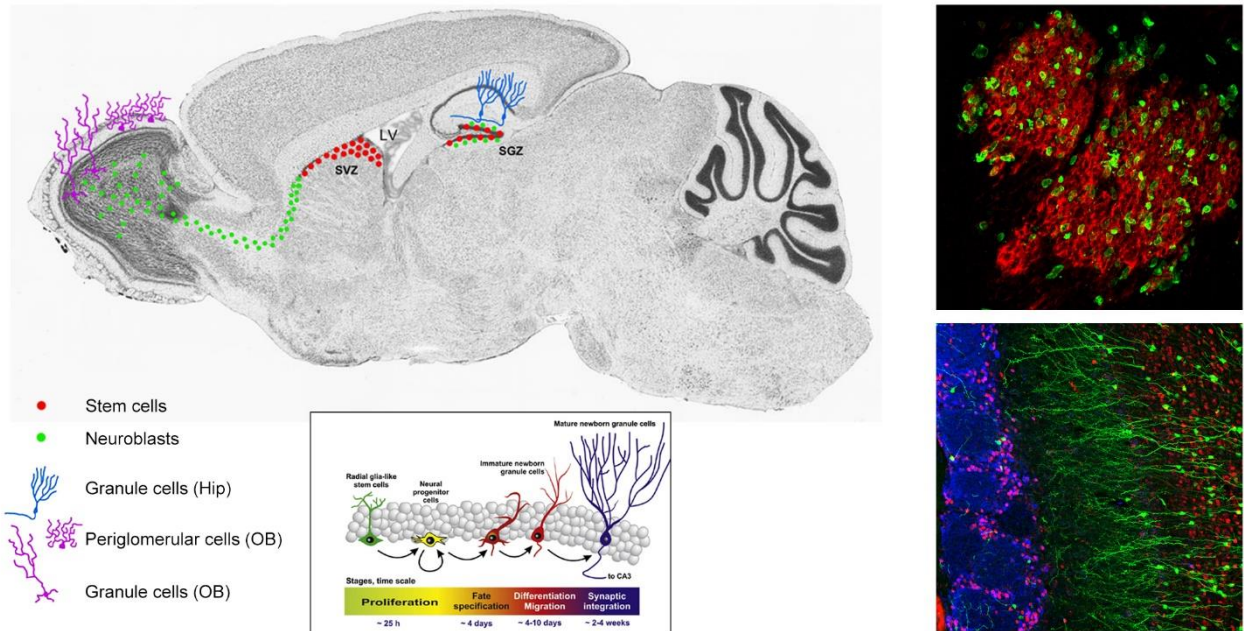 LV
SVZ
SGZ
Stem cells
Neuroblasts
Granule cells (Hip)
Periglomerular cells (OB)
Granule cells (OB)
Mature newborn granule cells
Immature newborn
granule cells
Radial glia-like
stem cells
Neural
progenitor
cells
to CA3
Stages, time scale
Proliferation
Fate
specification
Differentiation
Migration
Synaptic
integration
~ 25 h
~ 4 days
~ 4-10 days
~ 2-4 weeks